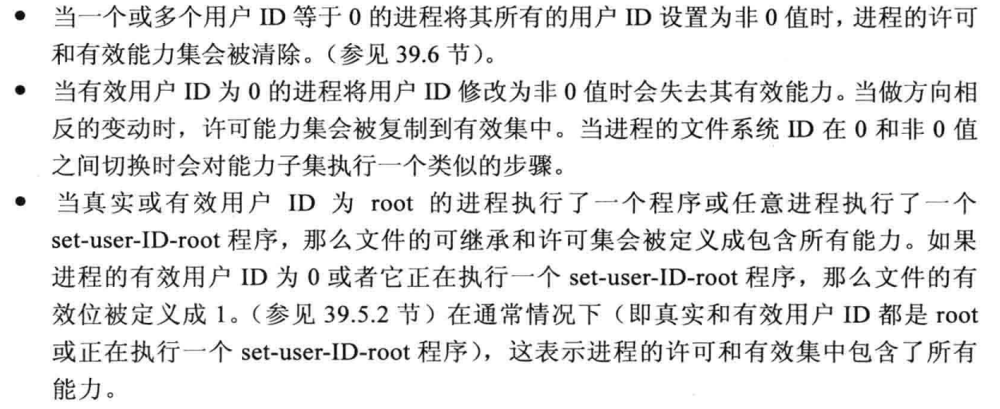 ● 当一个或多个用户 ID 等于 0 的进程将其所有的用户 ID 设置为非 0 值时，进程的许可
和有效能力集会被清除。（参见 39.6 节）。
● 当有效用户 ID 为 0 的进程将用户 ID 修改为非 0 值时会失去其有效能力。当做方向相
反的变动时，许可能力集会被复制到有效集中。当进程的文件系统 ID 在 0 和非 0 值
之间切换时会对能力子集执行一个类似的步骤。
● 当真实或有效用户 ID 为 root 的进程执行了一个程序或任意进程执行了一个
set-user-ID-root 程序，那么文件的可继承和许可集会被定义成包含所有能力。如果
进程的有效用户 ID 为 0 或者它正在执行一个 set-user-ID-root 程序，那么文件的有
效位被定义成 1。（参见 39.5.2 节）在通常情况下（即真实和有效用户 ID 都是 root
或正在执行一个 set-user-ID-root 程序），这表示进程的许可和有效集中包含了所有
能力。